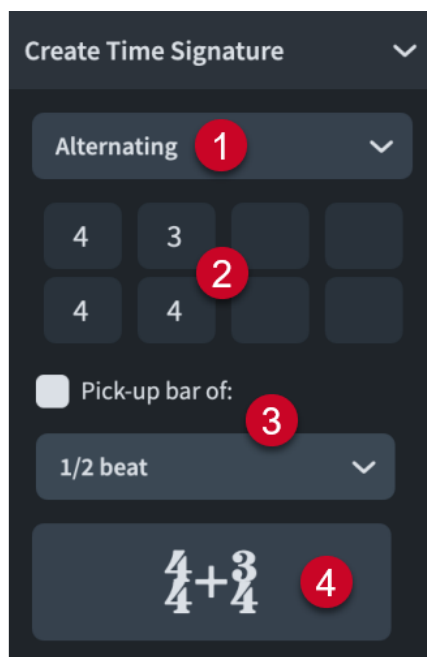 Create Time Signature
Alternating 1
4 3
2
4 4
Pick-up bar of:
3
1/2 beat
4/4+3/4 4